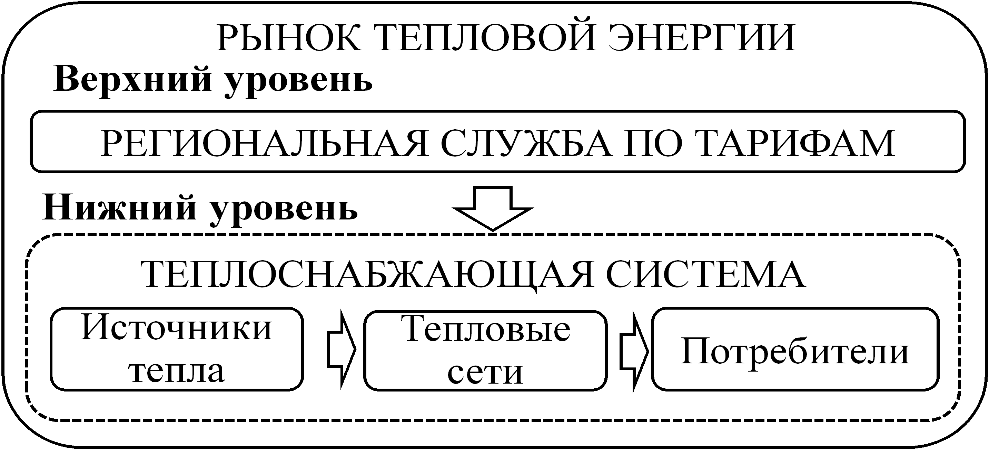 РЫНОК ТЕПЛОВОЙ ЭНЕРГИИ
Верхний уровень
РЕГИОНАЛЬНАЯ СЛУЖБА ПО ТАРИФАМ
Нижний уровень
ТЕПЛОСНАБЖАЮЩАЯ СИСТЕМА
Источники
тепла
Тепловые
сети
Потребители